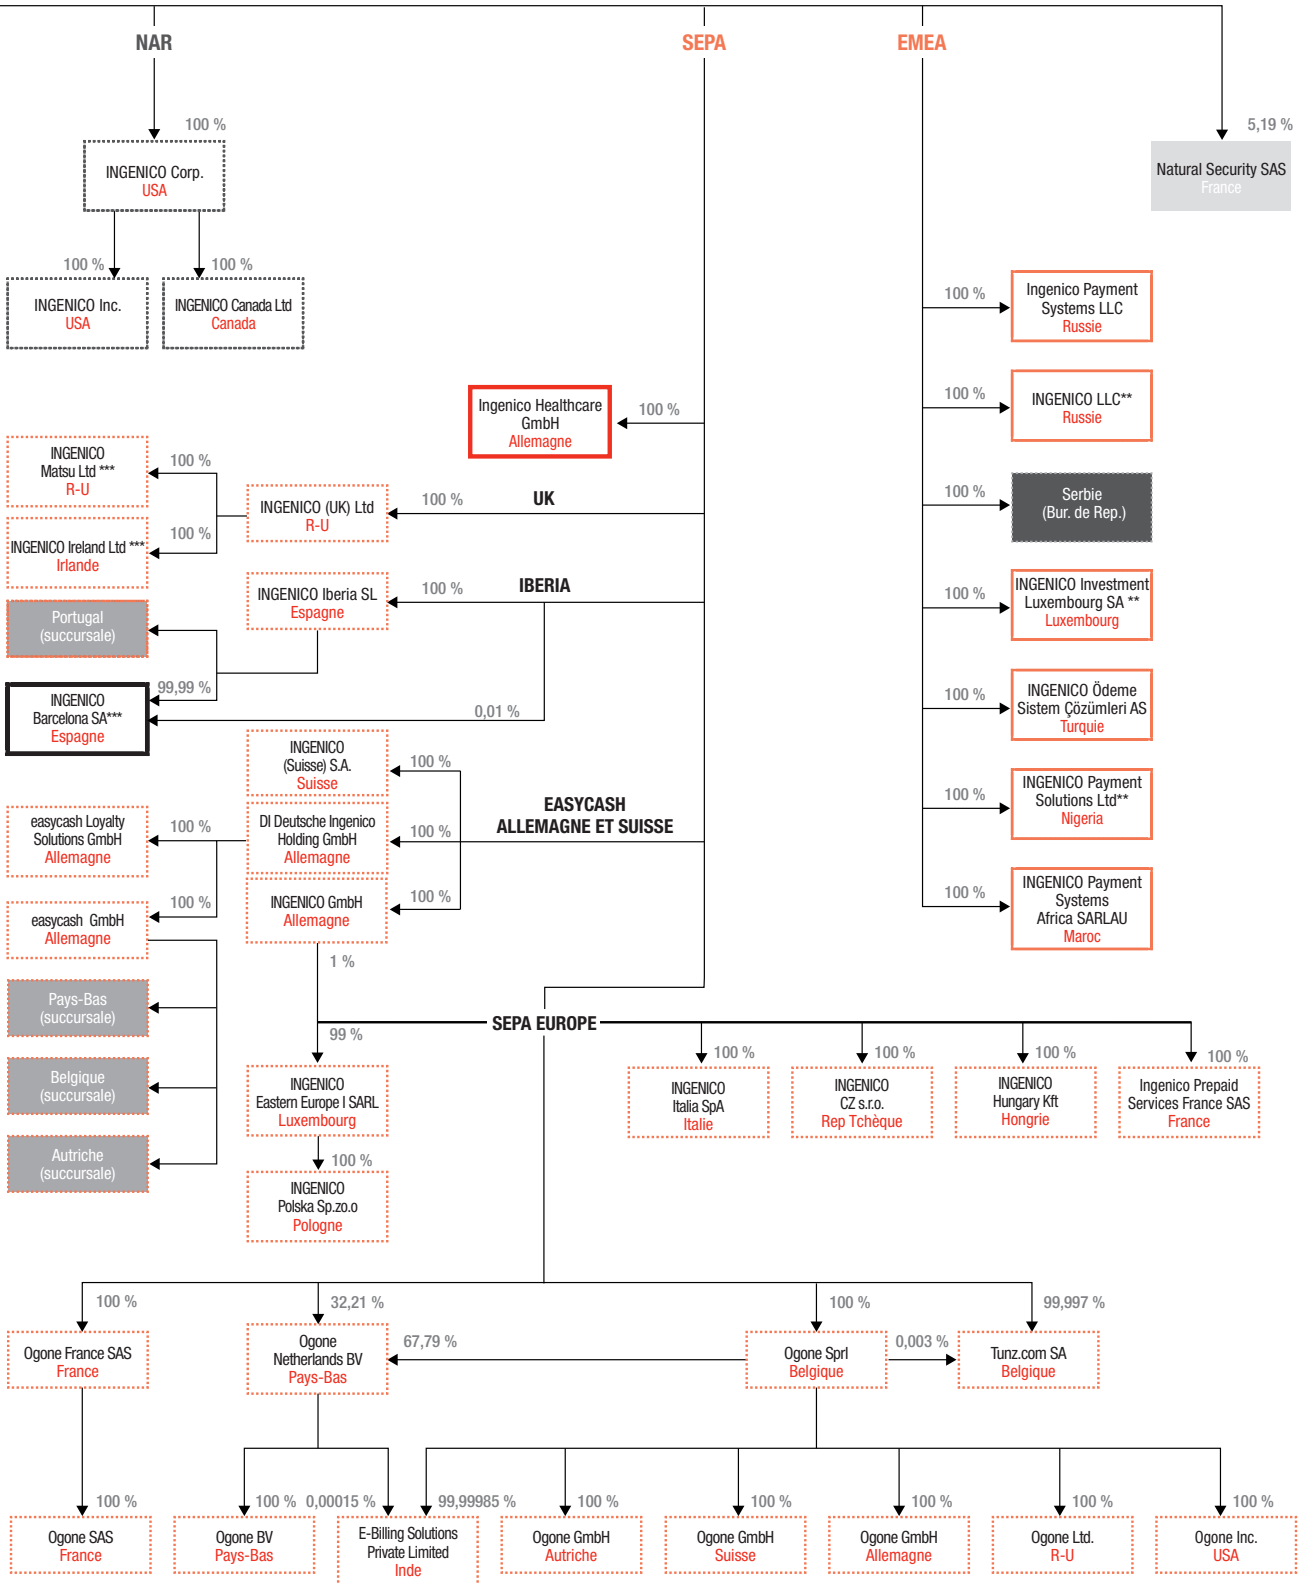 NAR
SEPA
EMEA
100 %
5,19 %
INGENICO Corp.
USA
Natural Security SAS
France
100 %
100 %
INGENICO Inc.
USA
INGENICO Canada Ltd
Canada
100 %
Ingenico Payment
Systems LLC
Russie
100 %
INGENICO LLC**
Russie
Ingenico Healthcare
GmbH
Allemagne
100 %
INGENICO
Matsu Ltd ***
R-U
100 %
INGENICO (UK) Ltd
R-U
100 %
UK
100 %
Serbie
(Bur. de Rep.)
INGENICO Ireland Ltd ***
Irlande
100 %
INGENICO Iberia SL
Espagne
100 %
IBERIA
100 %
INGENICO Investment
Luxembourg SA **
Luxembourg
Portugal
(succursale)
99,99 %
INGENICO
Barcelona SA***
Espagne
0,01 %
100 %
INGENICO Ödeme
Sistem Çözümleri AS
Turquie
INGENICO
(Suisse) S.A.
Suisse
100 %
EASYCASH
ALLEMAGNE ET SUISSE
100 %
INGENICO Payment
Solutions Ltd**
Nigeria
easycash Loyalty
Solutions GmbH
Allemagne
100 %
DI Deutsche Ingenico
Holding GmbH
Allemagne
100 %
100 %
INGENICO GmbH
Allemagne
100 %
100 %
INGENICO Payment
Systems
Africa SARLAU
Maroc
easycash GmbH
Allemagne
1 %
Pays-Bas
(succursale)
SEPA EUROPE
99 %
100 %
100 %
100 %
100 %
Belgique
(succursale)
INGENICO
Eastern Europe I SARL
Luxembourg
INGENICO
Italia SpA
Italie
INGENICO
CZ s.r.o.
Rep Tchèque
INGENICO
Hungary Kft
Hongrie
Ingenico Prepaid
Services France SAS
France
Autriche
(succursale)
100 %
INGENICO
Polska Sp.zo.o
Pologne
100 %
32,21 %
100 %
99,997 %
Ogone France SAS
France
Ogone
Netherlands BV
Pays-Bas
67,79 %
Ogone Sprl
Belgique
0,003 %
Tunz.com SA
Belgique
100 %
100 %
0,00015 %
99,99985 %
100 %
100 %
100 %
100 %
100 %
Ogone SAS
France
Ogone BV
Pays-Bas
E-Billing Solutions
Private Limited
Inde
Ogone GmbH
Autriche
Ogone GmbH
Suisse
Ogone GmbH
Allemagne
Ogone Ltd.
R-U
Ogone Inc.
USA